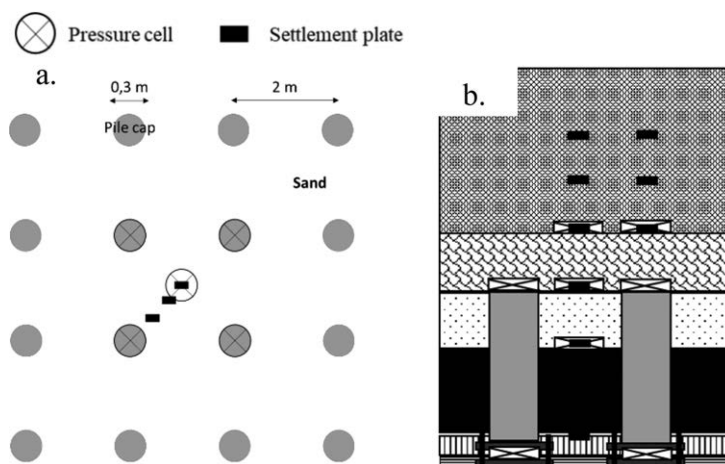 Pressure cell
Settlement plate
a.
b.
0,3 m
2 m
Pile cap
Sand